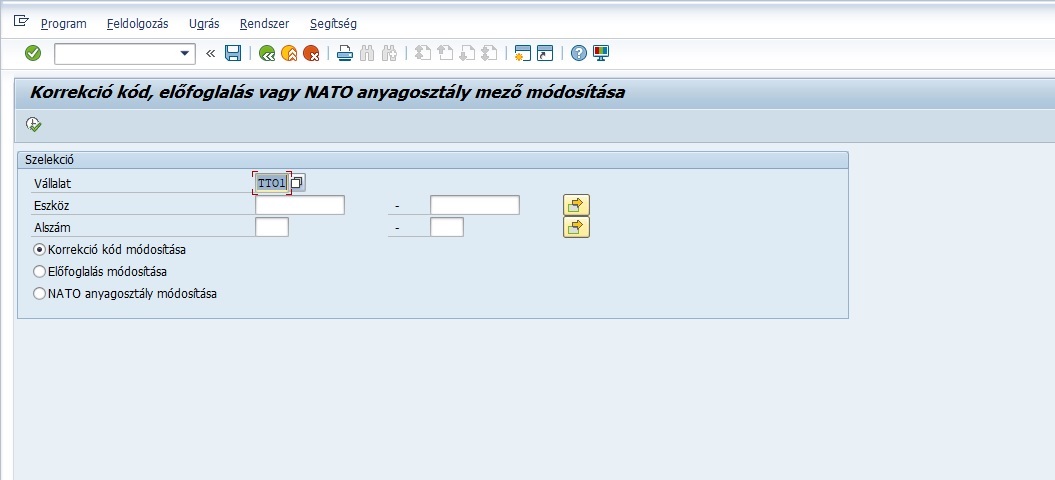 Program Feldolgozás Ugrás Rendszer Segítség
Korrekció kód, előfoglalás vagy NATO anyagosztály mező módosítása
Szelekció
Vállalat TTO1
Eszköz -
Alszám -
Korrekció kód módosítása
Előfoglalás módosítása
NATO anyagosztály módosítása